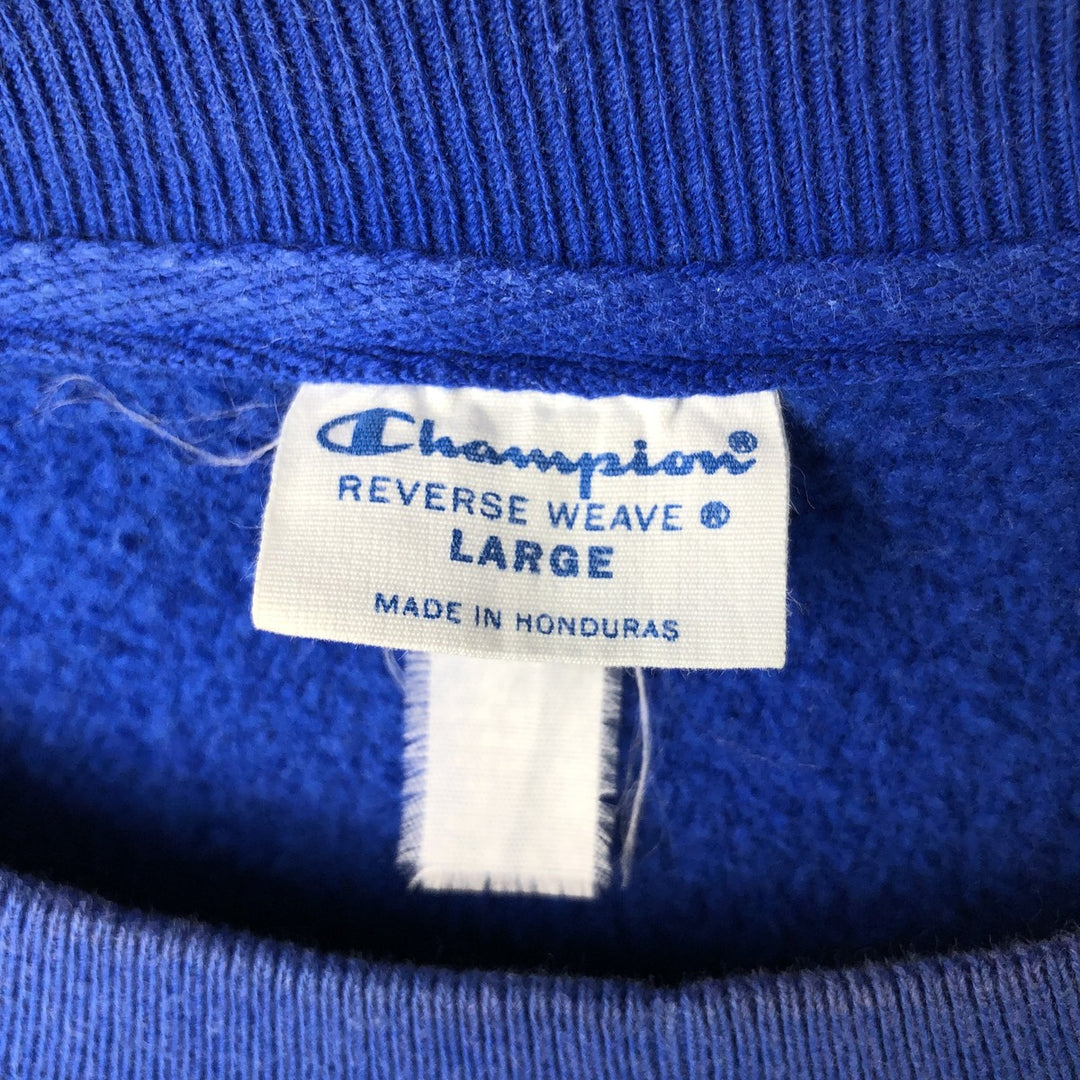 Champion®
REVERSE WEAVE ®
LARGE
MADE IN HONDURAS